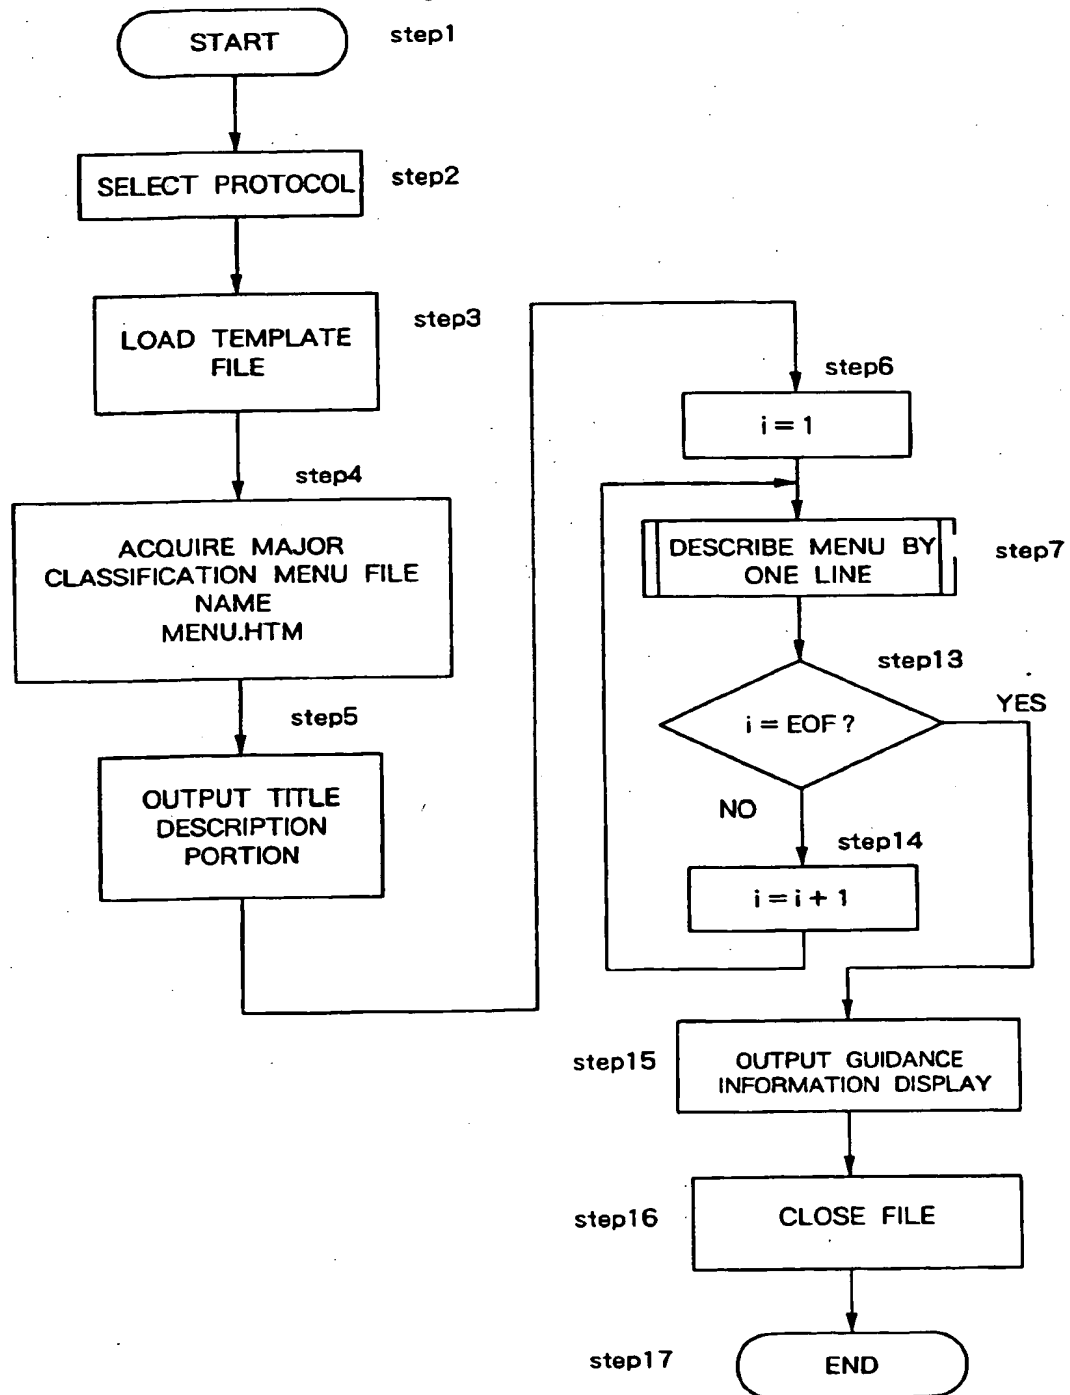 START
step1
SELECT PROTOCOL
step2
LOAD TEMPLATE
FILE
step3
step4
ACQUIRE MAJOR
CLASSIFICATION MENU FILE
NAME
MENU.HTM
step5
OUTPUT TITLE
DESCRIPTION
PORTION
step6
i = 1
DESCRIBE MENU BY
ONE LINE
step7
step13
i = EOF ?
YES
NO
step14
i = i + 1
step15
OUTPUT GUIDANCE
INFORMATION DISPLAY
step16
CLOSE FILE
step17
END